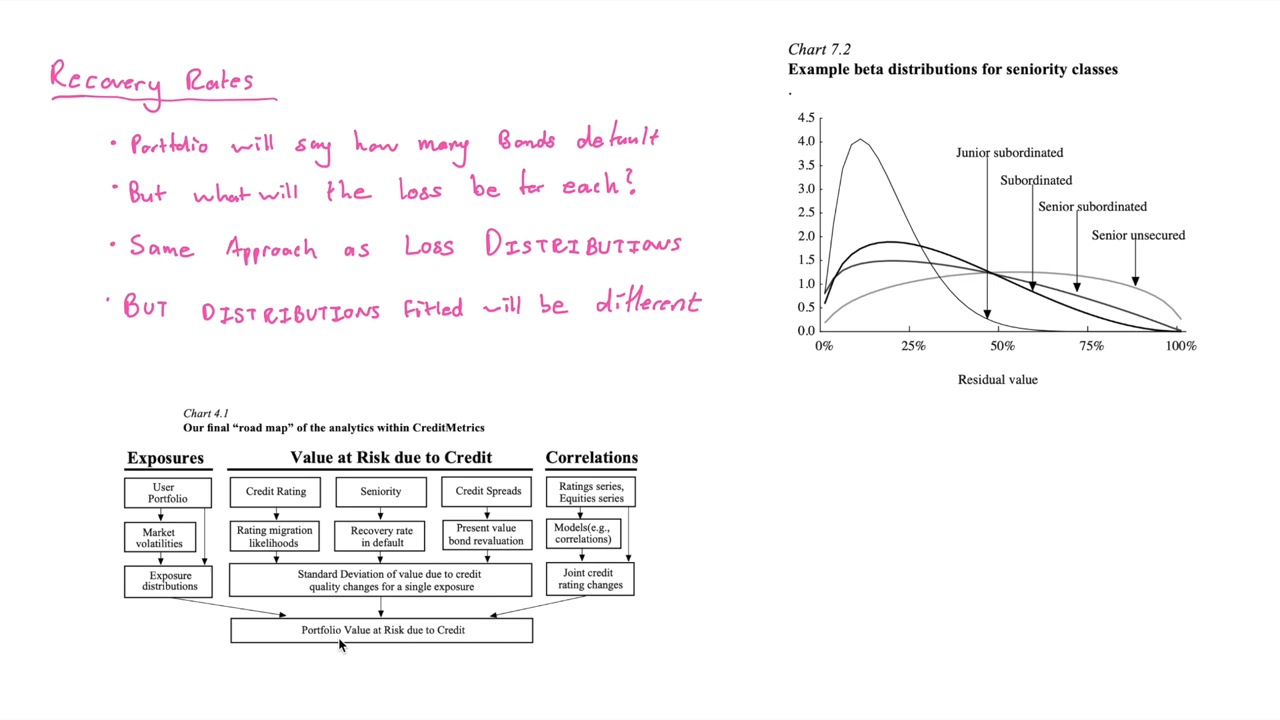 Recovery Rates
• Portfolio will say how many Bonds default
• But what will the loss be for each?
• Same Approach as Loss DISTRIBUTIONS
• BUT DISTRIBUTIONS fitted will be different
Chart 7.2
Example beta distributions for seniority classes
4.5
4.0
3.5
3.0
2.5
2.0
1.5
1.0
0.5
0.0
Junior subordinated
Subordinated
Senior subordinated
Senior unsecured
0% 25% 50% 75% 100%
Residual value
Chart 4.1
Our final “road map” of the analytics within CreditMetrics
Exposures Value at Risk due to Credit Correlations
User
Portfolio
Market
volatilities
Exposure
distributions
Credit Rating
Seniority
Credit Spreads
Rating migration
likelihoods
Recovery rate
in default
Present value
bond revaluation
Standard Deviation of value due to credit
quality changes for a single exposure
Ratings series,
Equities series
Models(e.g.,
correlations)
Joint credit
rating changes
Portfolio Value at Risk due to Credit